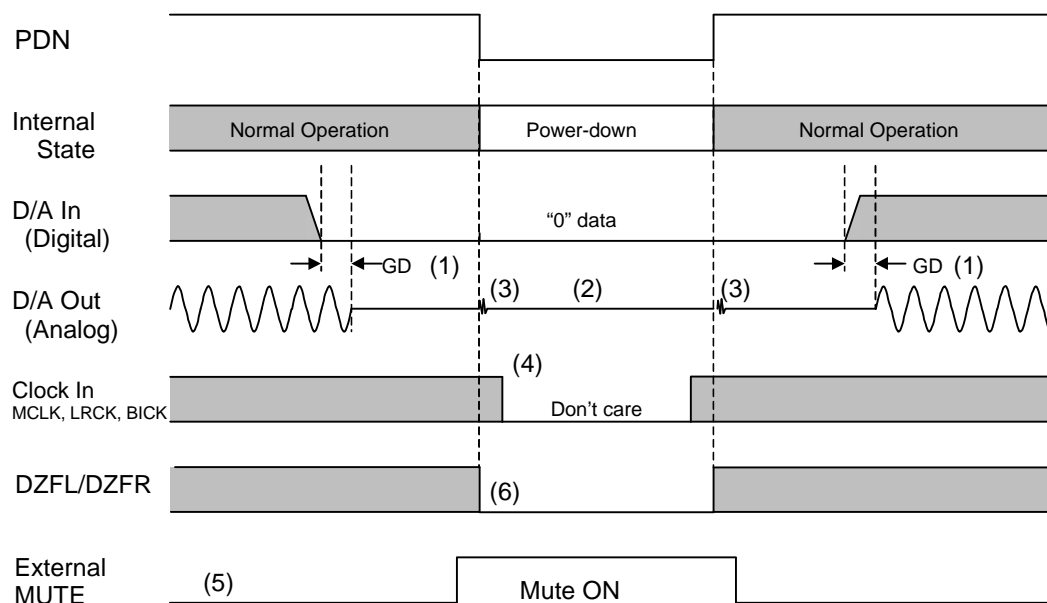 PDN
Internal
State
Normal Operation
Power-down
Normal Operation
D/A In
(Digital)
“0” data
GD (1)
GD (1)
D/A Out
(Analog)
(3)
(2)
(3)
Clock In
MCLK, LRCK, BICK
(4)
Don’t care
DZFL/DZFR
(6)
External
MUTE
(5)
Mute ON